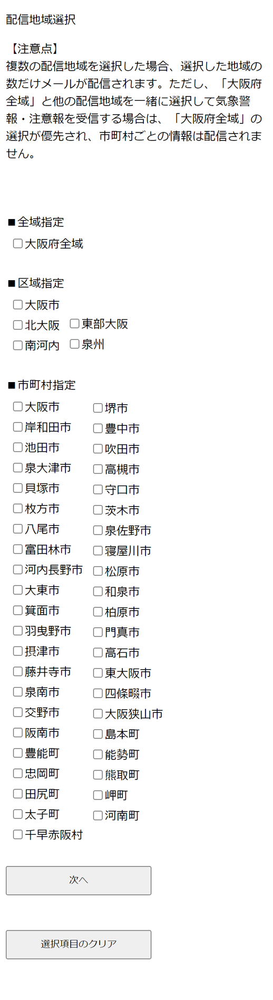 配信地域選択
【注意点】
複数の配信地域を選択した場合、選択した地域の
数だけメールが配信されます。ただし、「大阪府
全域」と他の配信地域を一緒に選択して気象警
報・注意報を受信する場合は、「大阪府全域」の
選択が優先され、市町村ごとの情報は配信されま
せん。
■全域指定
大阪府全域
■区域指定
大阪市
北大阪 東部大阪
南河内 泉州
■市町村指定
大阪市 堺市
岸和田市 豊中市
池田市 吹田市
泉大津市 高槻市
貝塚市 守口市
枚方市 茨木市
八尾市 泉佐野市
富田林市 寝屋川市
河内長野市 松原市
大東市 和泉市
箕面市 柏原市
羽曳野市 門真市
摂津市 高石市
藤井寺市 東大阪市
泉南市 四條畷市
交野市 大阪狭山市
阪南市 島本町
豊能町 能勢町
忠岡町 熊取町
田尻町 岬町
太子町 河南町
千早赤阪村
次へ
選択項目のクリア